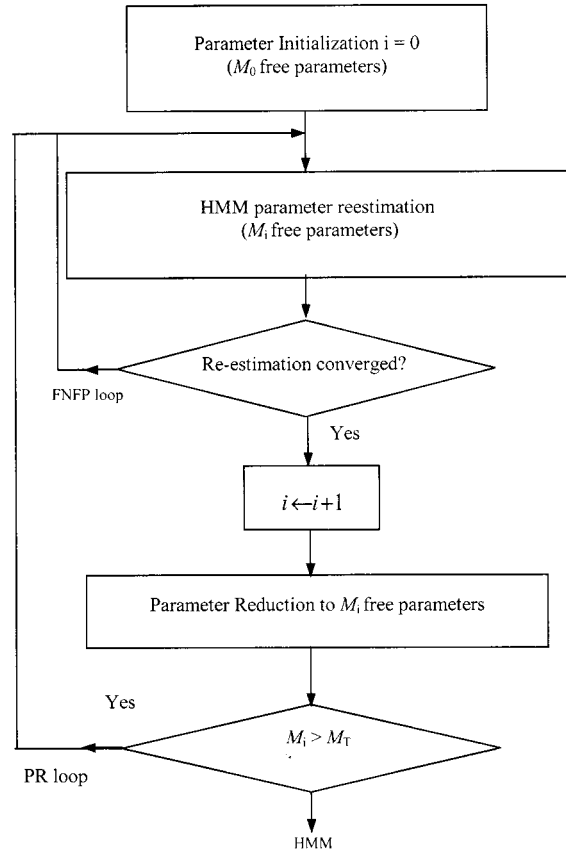 Parameter Initialization i = 0
(M₀ free parameters)
HMM parameter reestimation
(Mᵢ free parameters)
Re-estimation converged?
FNFP loop
Yes
i←i+1
Parameter Reduction to Mᵢ free parameters
Yes
Mᵢ > M_T
PR loop
HMM